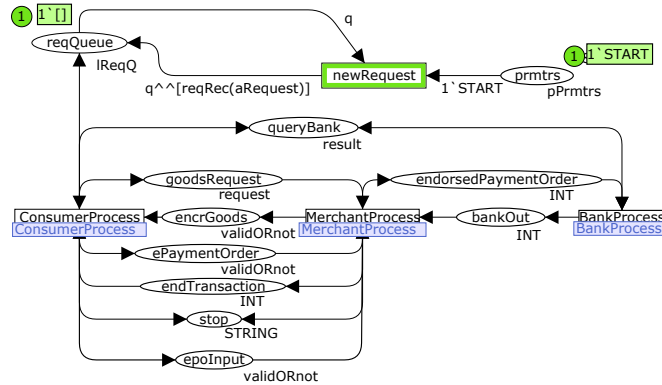 1
1`[]
q
reqQueue
lReqQ
newRequest
1
1`START
q^^[reqRec(aRequest)]
1`START
prmtrs
pPrmtrs
queryBank
result
goodsRequest
request
endorsedPaymentOrder
INT
ConsumerProcess
ConsumerProcess
encrGoods
validORnot
MerchantProcess
MerchantProcess
bankOut
INT
BankProcess
BankProcess
ePaymentOrder
validORnot
endTransaction
INT
stop
STRING
epoInput
validORnot